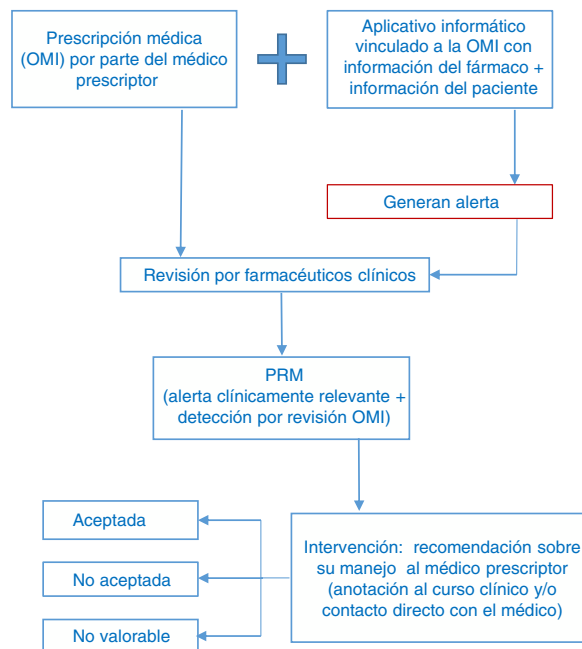 Prescripción médica
(OMI) por parte del médico
prescriptor
Aplicativo informático
vinculado a la OMI con
información del fármaco +
información del paciente
Generan alerta
Revisión por farmacéuticos clínicos
PRM
(alerta clínicamente relevante +
detección por revisión OMI)
Intervención: recomendación sobre
su manejo al médico prescriptor
(anotación al curso clínico y/o
contacto directo con el médico)
Aceptada
No aceptada
No valorable